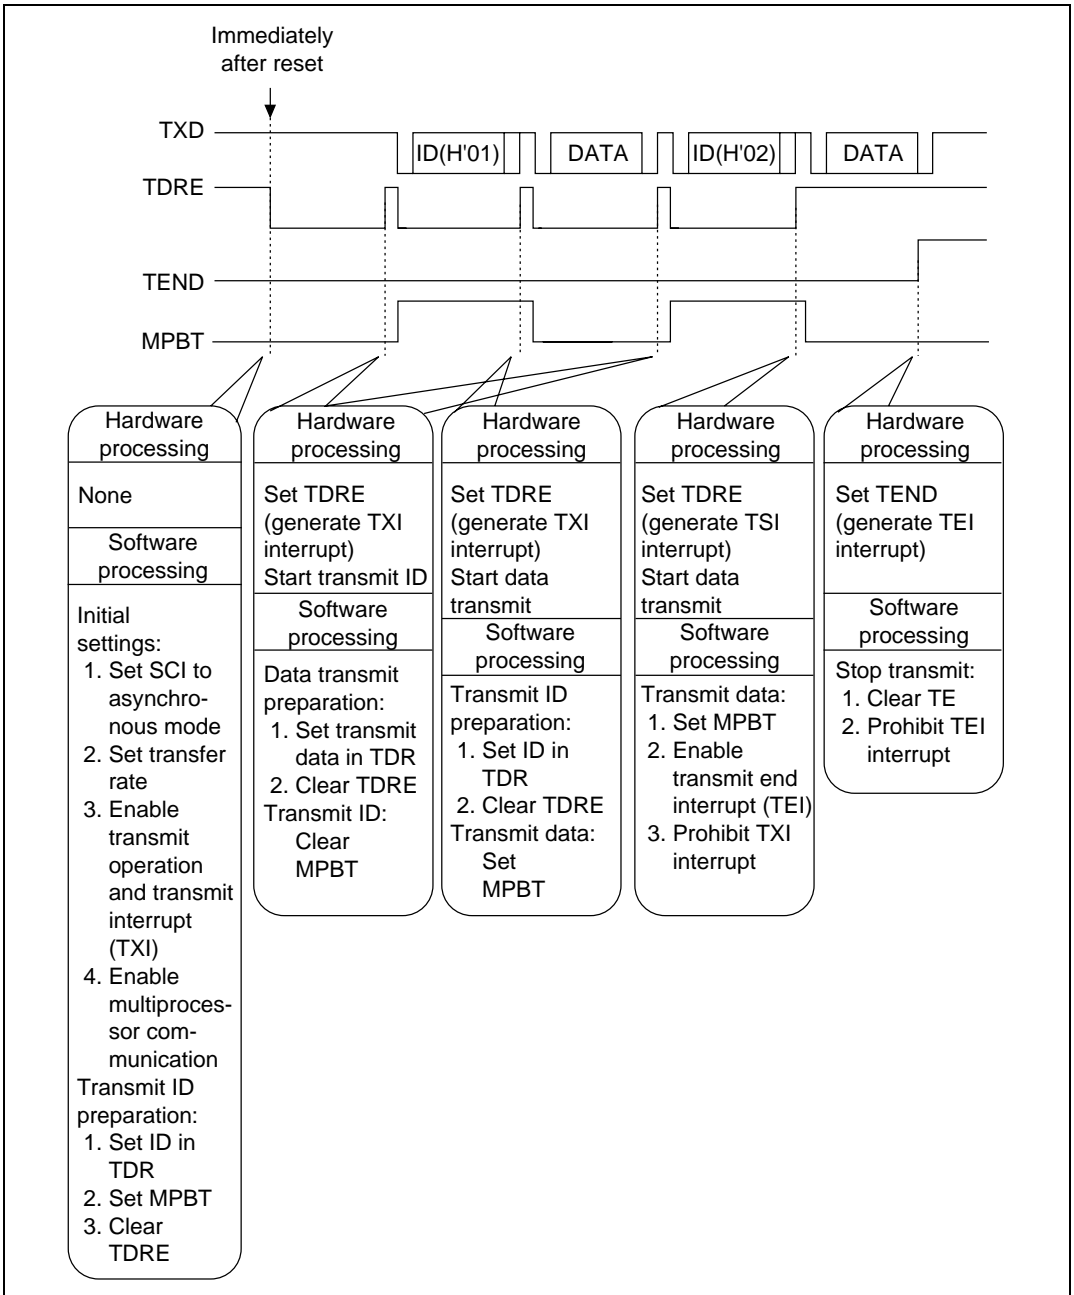 Immediately
after reset
TXD
ID(H'01)
DATA
ID(H'02)
DATA
TDRE
TEND
MPBT
Hardware
processing
None
Software
processing
Initial
settings:
1. Set SCI to
asynchro-
nous mode
2. Set transfer
rate
3. Enable
transmit
operation
and transmit
interrupt
(TXI)
4. Enable
multiproces-
sor com-
munication
Transmit ID
preparation:
1. Set ID in
TDR
2. Set MPBT
3. Clear
TDRE
Hardware
processing
Set TDRE
(generate TXI
interrupt)
Start transmit ID
Software
processing
Data transmit
preparation:
1. Set transmit
data in TDR
2. Clear TDRE
Transmit ID:
Clear
MPBT
Hardware
processing
Set TDRE
(generate TXI
interrupt)
Start data
transmit
Software
processing
Transmit ID
preparation:
1. Set ID in
TDR
2. Clear TDRE
Transmit data:
Set
MPBT
Hardware
processing
Set TDRE
(generate TSI
interrupt)
Start data
transmit
Software
processing
Transmit data:
1. Set MPBT
2. Enable
transmit end
interrupt (TEI)
3. Prohibit TXI
interrupt
Hardware
processing
Set TEND
(generate TEI
interrupt)
Software
processing
Stop transmit:
1. Clear TE
2. Prohibit TEI
interrupt